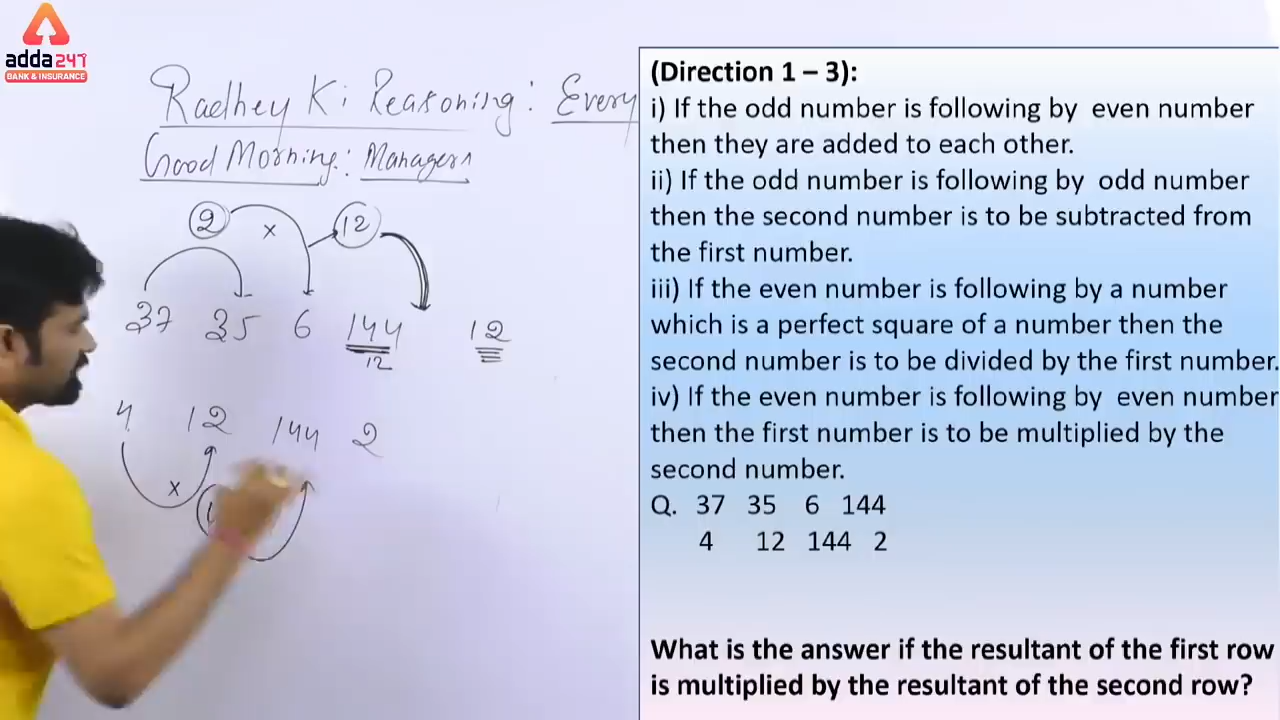 adda247
BANK & INSURANCE
Radhey Ki Reasoning: Every
Good Morning: Managers
2 x 12
37 35 6 144 12
12
4 12 144 2
x
(Direction 1 – 3):
i) If the odd number is following by even number
then they are added to each other.
ii) If the odd number is following by odd number
then the second number is to be subtracted from
the first number.
iii) If the even number is following by a number
which is a perfect square of a number then the
second number is to be divided by the first number.
iv) If the even number is following by even number
then the first number is to be multiplied by the
second number.
Q. 37 35 6 144
4 12 144 2
What is the answer if the resultant of the first row
is multiplied by the resultant of the second row?